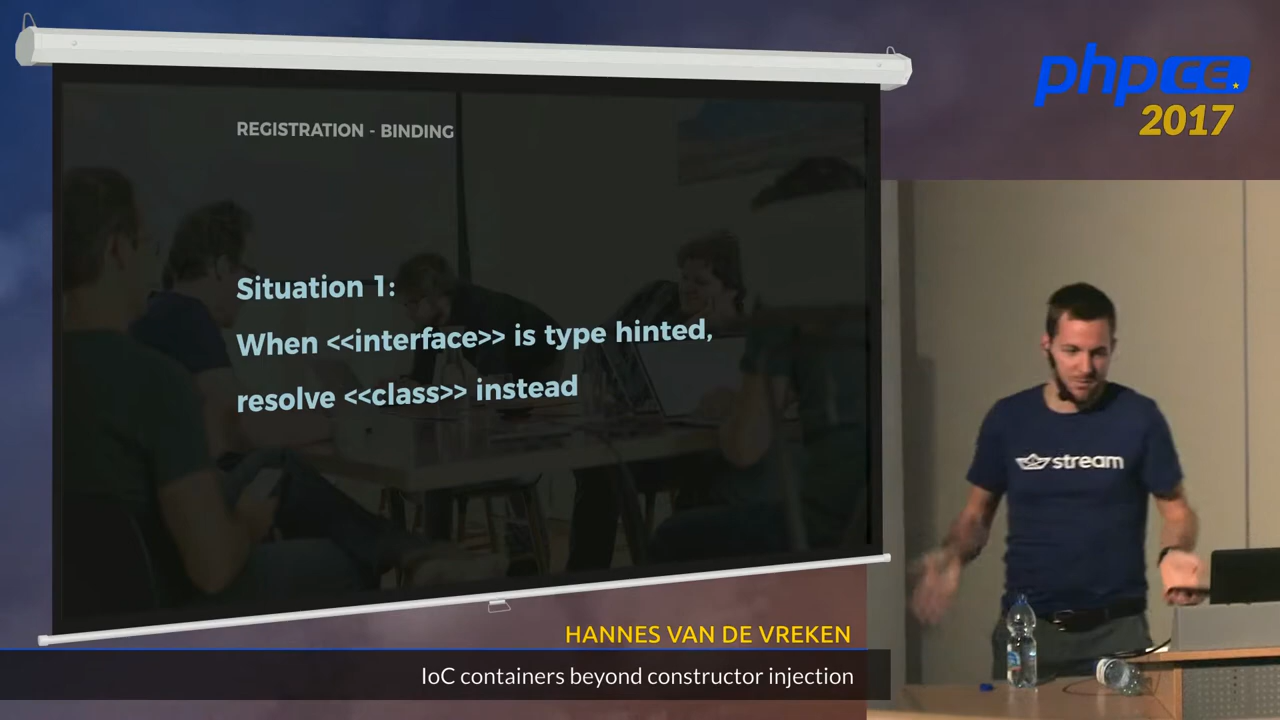 REGISTRATION - BINDING
Situation 1:
When <<interface>> is type hinted,
resolve <<class>> instead
phpCE
2017
stream
HANNES VAN DE VREKEN
IoC containers beyond constructor injection